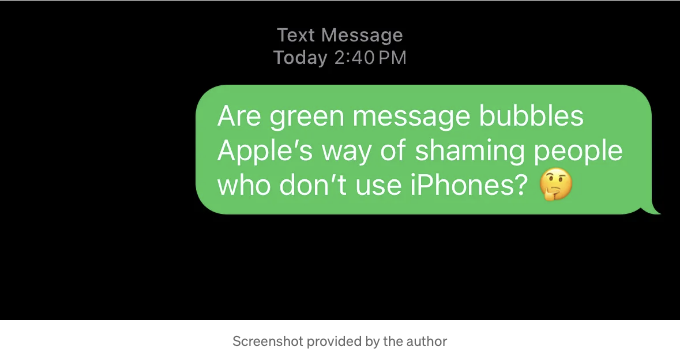 Text Message
Today 2:40 PM
Are green message bubbles
Apple’s way of shaming people
who don’t use iPhones? 🤔
Screenshot provided by the author